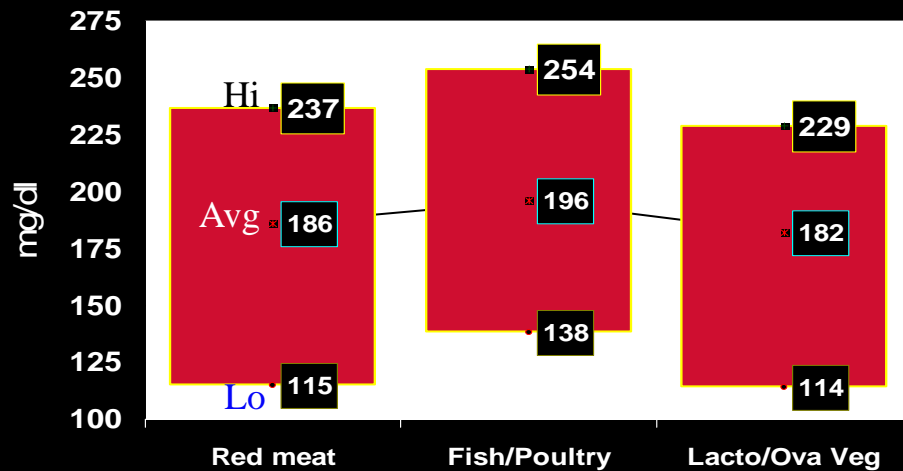 275
250
225
200
175
150
125
100
mg/dl
Hi
237
Avg
186
Lo
115
254
196
138
229
182
114
Red meat
Fish/Poultry
Lacto/Ova Veg